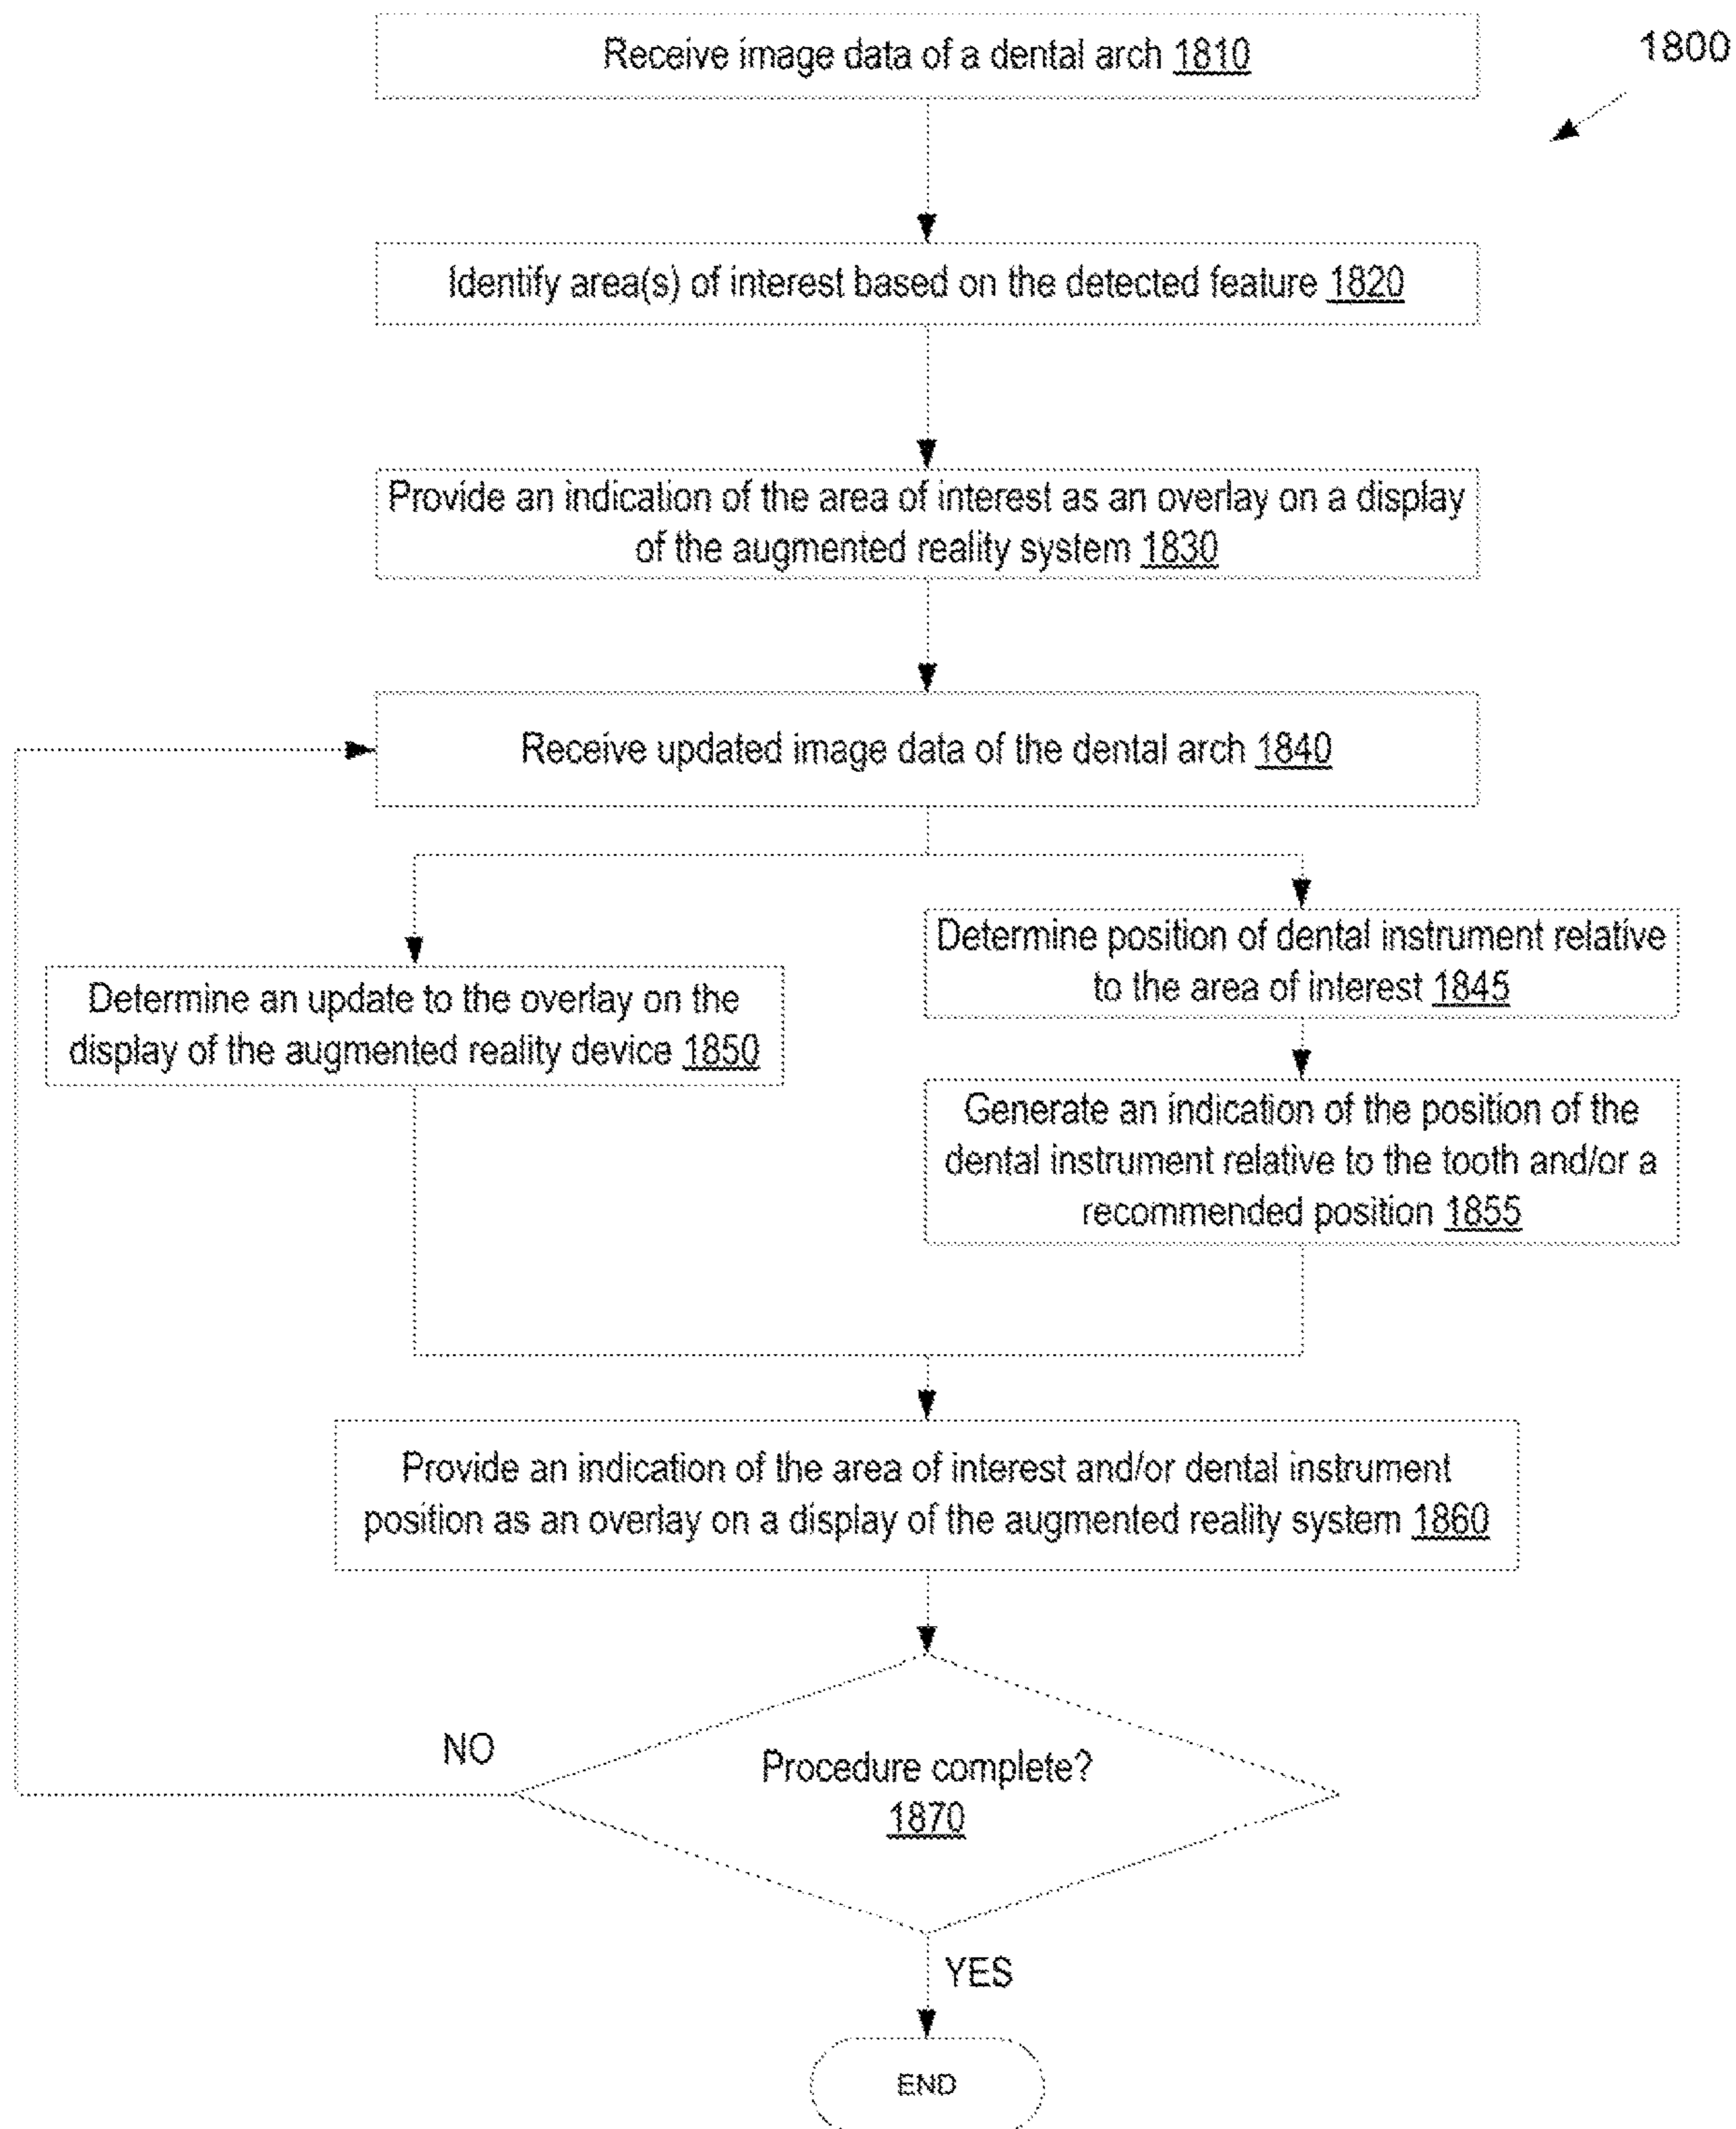 Receive image data of a dental arch 1810
1800
Identify area(s) of interest based on the detected feature 1820
Provide an indication of the area of interest as an overlay on a display
of the augmented reality system 1830
Receive updated image data of the dental arch 1840
Determine position of dental instrument relative
to the area of interest 1845
Determine an update to the overlay on the
display of the augmented reality device 1850
Generate an indication of the position of the
dental instrument relative to the tooth and/or a
recommended position 1855
Provide an indication of the area of interest and/or dental instrument
position as an overlay on a display of the augmented reality system 1860
NO
Procedure complete?
1870
YES
END